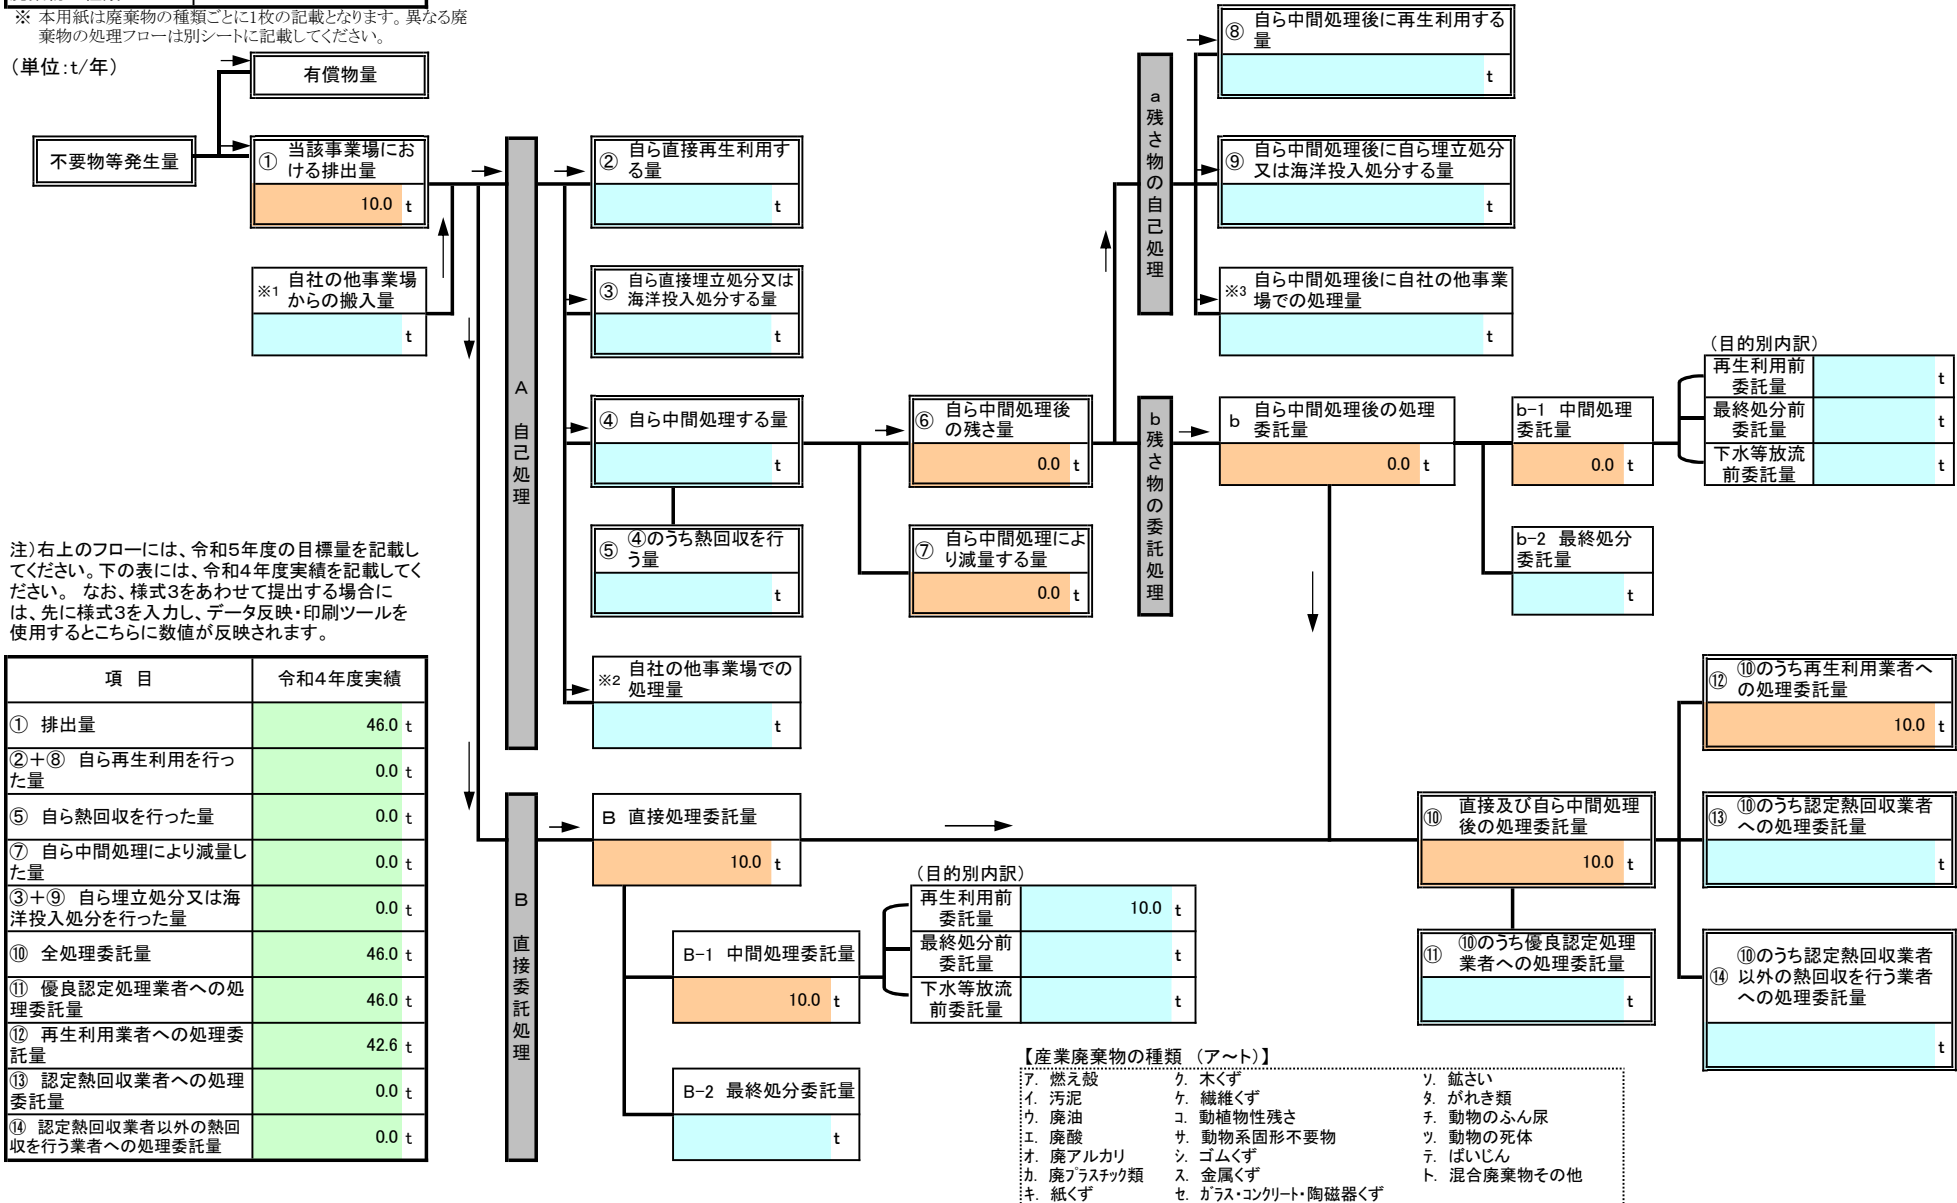 ※ 本用紙は廃棄物の種類ごとに1枚の記載となります。異なる廃
棄物の処理フローは別シートに記載してください。
（単位：t/年）
有償物量
不要物等発生量
① 当該事業場にお
ける排出量
10.0 t
※1 自社の他事業場
からの搬入量
t
A 自己処理
② 自ら直接再生利用す
る量
t
③ 自ら直接埋立処分又は
海洋投入処分する量
t
④ 自ら中間処理する量
t
⑤ ④のうち熱回収を行
う量
t
※2 自社の他事業場での
処理量
t
⑥ 自ら中間処理後
の残さ量
0.0 t
⑦ 自ら中間処理によ
り減量する量
0.0 t
a 残さ物の自己処理
⑧ 自ら中間処理後に再生利用する
量
t
⑨ 自ら中間処理後に自ら埋立処分
又は海洋投入処分する量
t
※3 自ら中間処理後に自社の他事業
場での処理量
t
b 残さ物の委託処理
b 自ら中間処理後の処理
委託量
0.0 t
b-1 中間処理
委託量
0.0 t
b-2 最終処分
委託量
t
（目的別内訳）
再生利用前
委託量
t
最終処分前
委託量
t
下水等放流
前委託量
t
注）右上のフローには、令和5年度の目標量を記載し
てください。下の表には、令和4年度実績を記載してく
ださい。 なお、様式3をあわせて提出する場合に
は、先に様式3を入力し、データ反映・印刷ツールを
使用するとこちらに数値が反映されます。
項 目 令和4年度実績
① 排出量 46.0 t
②＋⑧ 自ら再生利用を行っ
た量 0.0 t
⑤ 自ら熱回収を行った量 0.0 t
⑦ 自ら中間処理により減量し
た量 0.0 t
③＋⑨ 自ら埋立処分又は海
洋投入処分を行った量 0.0 t
⑩ 全処理委託量 46.0 t
⑪ 優良認定処理業者への処
理委託量 46.0 t
⑫ 再生利用業者への処理委
託量 42.6 t
⑬ 認定熱回収業者への処理
委託量 0.0 t
⑭ 認定熱回収業者以外の熱回
収を行う業者への処理委託量 0.0 t
B 直接委託処理
B 直接処理委託量
10.0 t
B-1 中間処理委託量
10.0 t
B-2 最終処分委託量
t
（目的別内訳）
再生利用前
委託量
10.0 t
最終処分前
委託量
t
下水等放流
前委託量
t
⑩ 直接及び自ら中間処理
後の処理委託量
10.0 t
⑪ ⑩のうち優良認定処理
業者への処理委託量
t
⑫ ⑩のうち再生利用業者へ
の処理委託量
10.0 t
⑬ ⑩のうち認定熱回収業者
への処理委託量
t
⑭ ⑩のうち認定熱回収業者
以外の熱回収を行う業者
への処理委託量
t
【産業廃棄物の種類 （ア～ト）】
ア. 燃え殻 ク. 木くず ソ. 鉱さい
イ. 汚泥 ケ. 繊維くず タ. がれき類
ウ. 廃油 コ. 動植物性残さ チ. 動物のふん尿
エ. 廃酸 サ. 動物系固形不要物 ツ. 動物の死体
オ. 廃アルカリ シ. ゴムくず テ. ばいじん
カ. 廃プラスチック類 ス. 金属くず ト. 混合廃棄物その他
キ. 紙くず セ. ガラス・コンクリート・陶磁器くず